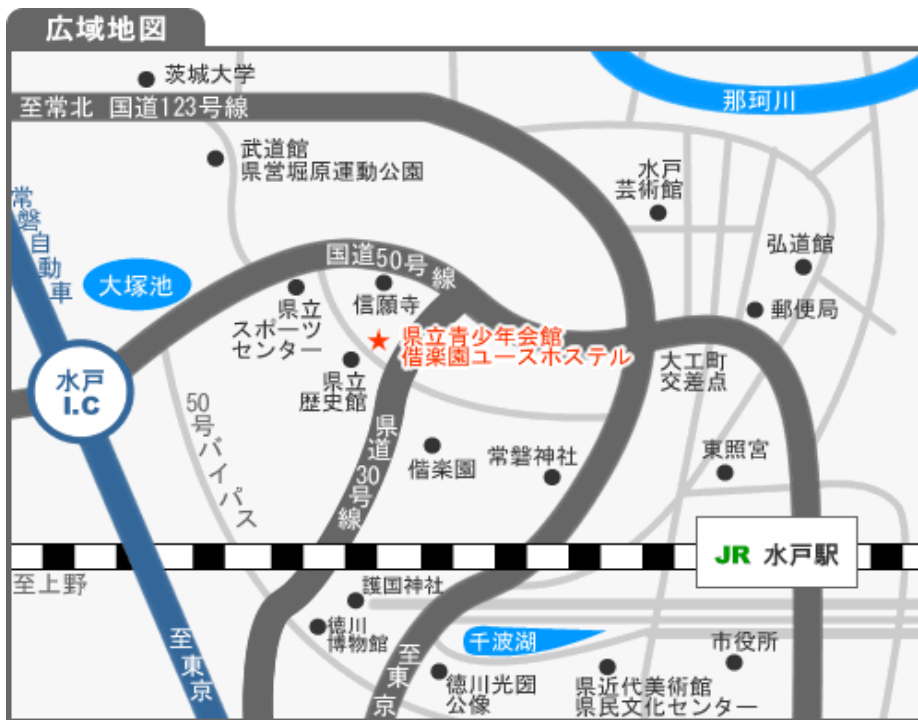 広域地図
茨城大学
至常北 国道123号線
那珂川
武道館
県営堀原運動公園
水戸
芸術館
常磐自動車
弘道館
国道50号線
大塚池
信願寺
県立
スポーツ
センター
郵便局
県立青少年会館
偕楽園ユースホステル
大工町
交差点
水戸
I.C
県立
歴史館
50号バイパス
県道30号線
偕楽園
常磐神社
東照宮
JR 水戸駅
至上野
護国神社
徳川
博物館
至東京
至東京
千波湖
市役所
徳川光圀
公像
県近代美術館
県民文化センター